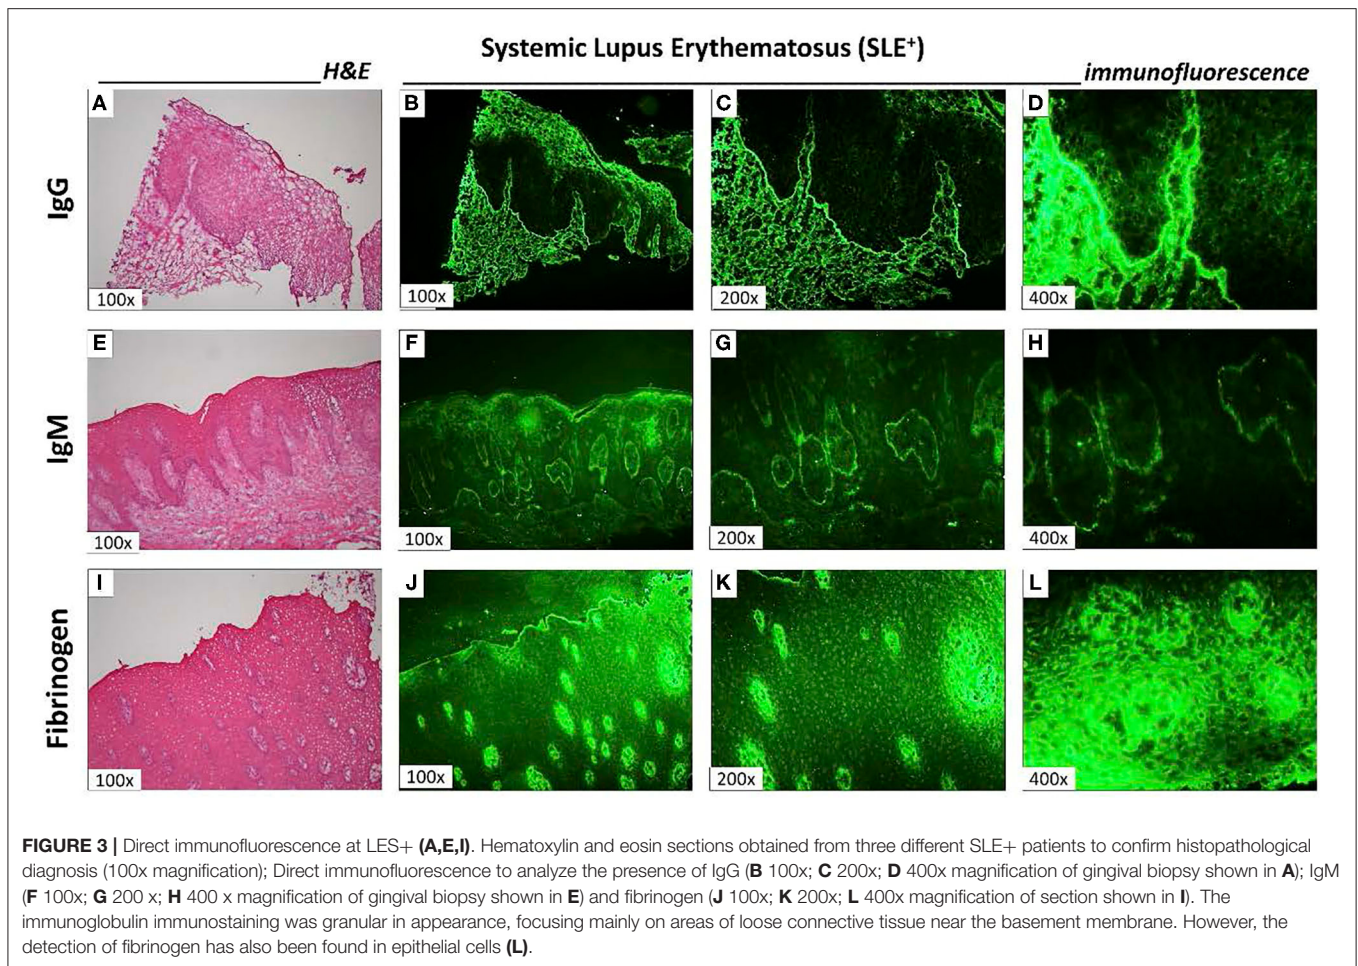 Systemic Lupus Erythematosus (SLE⁺)
H&E
immunofluorescence
A
B
C
D
IgG
100x
100x
200x
400x
E
F
G
H
IgM
100x
100x
200x
400x
I
J
K
L
Fibrinogen
100x
100x
200x
400x
FIGURE 3 | Direct immunofluorescence at LES+ (A,E,I). Hematoxylin and eosin sections obtained from three different SLE+ patients to confirm histopathological
diagnosis (100x magnification); Direct immunofluorescence to analyze the presence of IgG (B 100x; C 200x; D 400x magnification of gingival biopsy shown in A); IgM
(F 100x; G 200 x; H 400 x magnification of gingival biopsy shown in E) and fibrinogen (J 100x; K 200x; L 400x magnification of section shown in I). The
immunoglobulin immunostaining was granular in appearance, focusing mainly on areas of loose connective tissue near the basement membrane. However, the
detection of fibrinogen has also been found in epithelial cells (L).